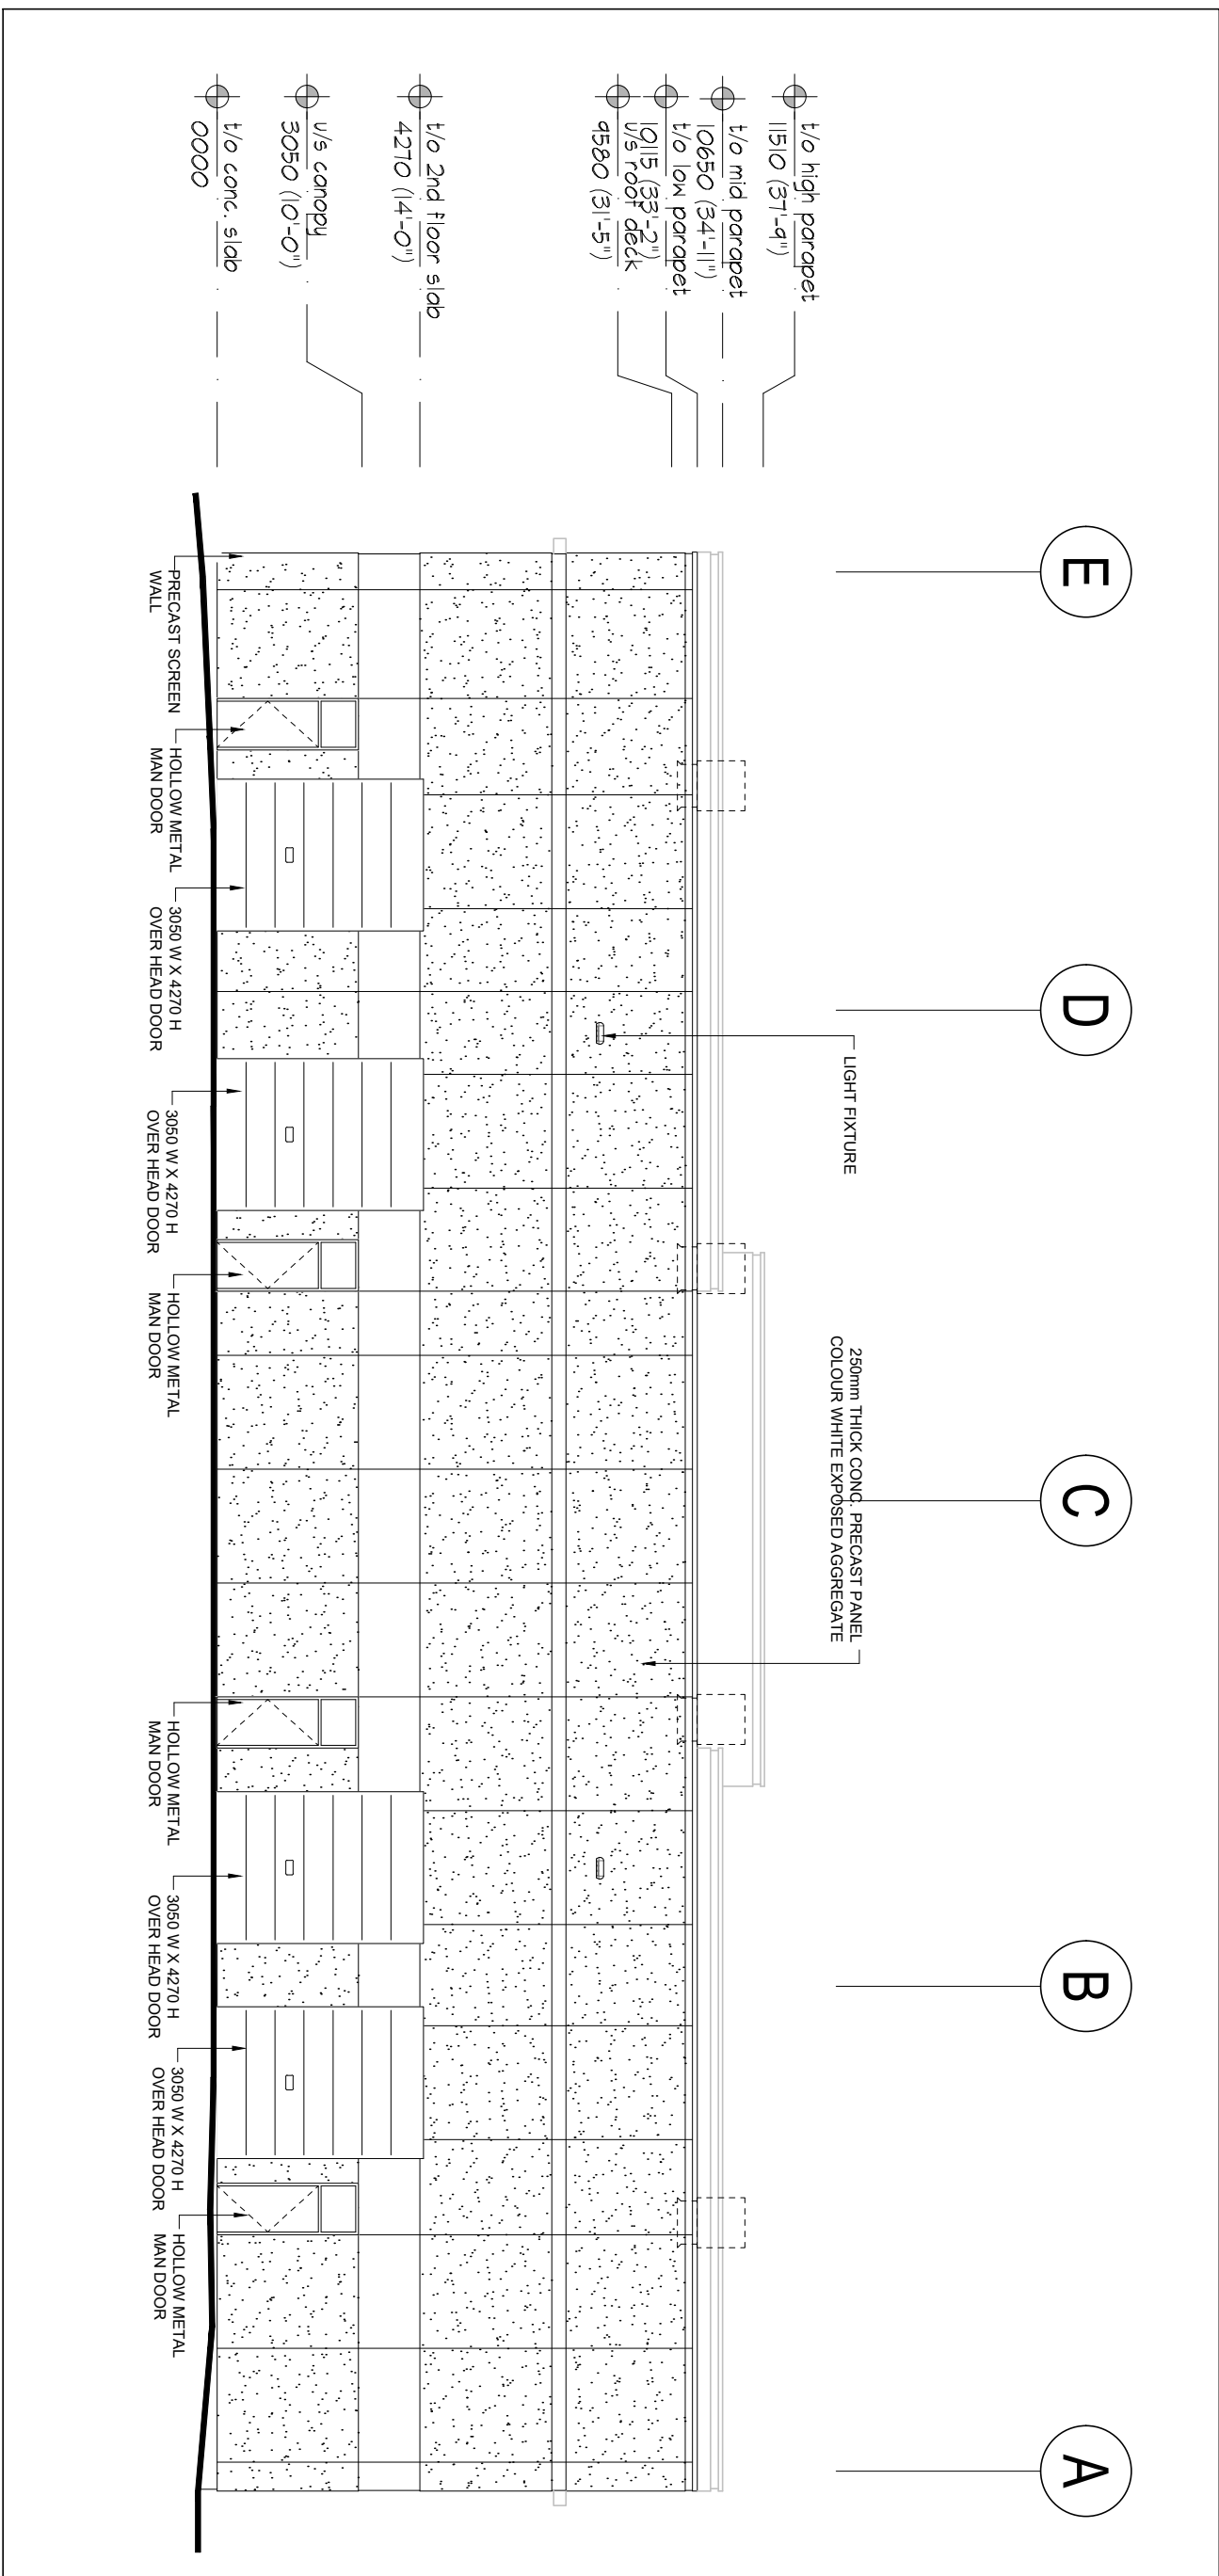 E
D
C
B
A
t/o high parapet
11510 (37'-9")
t/o mid parapet
10650 (34'-11")
t/o low parapet
10115 (33'-2")
u/s roof deck
9580 (31'-5")
t/o 2nd floor slab
4270 (14'-0")
u/s canopy
3050 (10'-0")
t/o conc. slab
0000
LIGHT FIXTURE
250mm THICK CONC. PRECAST PANEL
COLOUR WHITE EXPOSED AGGREGATE
PRECAST SCREEN
WALL
HOLLOW METAL
MAN DOOR
3050 W X 4270 H
OVER HEAD DOOR
3050 W X 4270 H
OVER HEAD DOOR
HOLLOW METAL
MAN DOOR
HOLLOW METAL
MAN DOOR
3050 W X 4270 H
OVER HEAD DOOR
3050 W X 4270 H
OVER HEAD DOOR
HOLLOW METAL
MAN DOOR